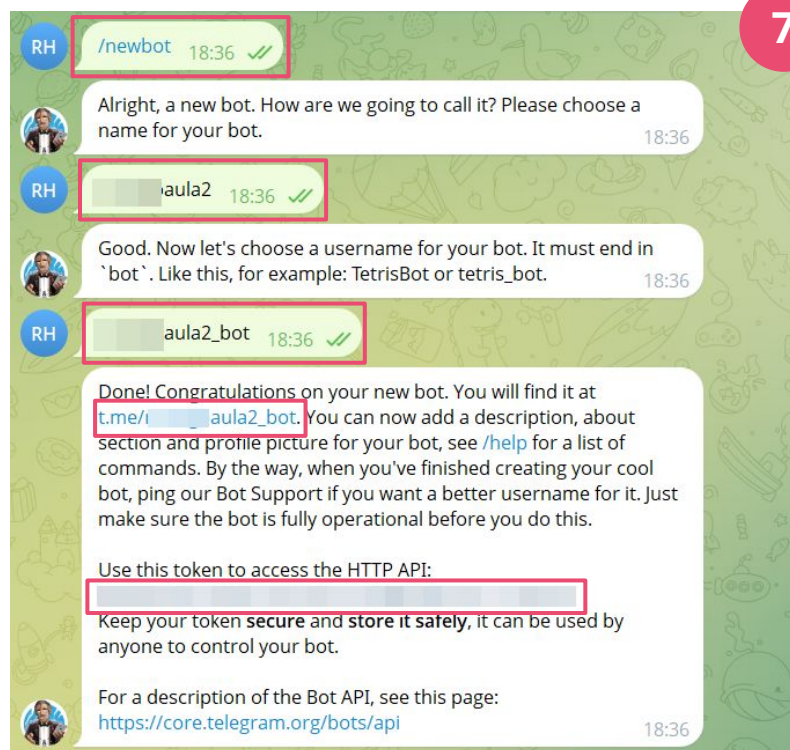 7
RH
/newbot 18:36
Alright, a new bot. How are we going to call it? Please choose a
name for your bot.
18:36
RH
aula2 18:36
Good. Now let's choose a username for your bot. It must end in
`bot`. Like this, for example: TetrisBot or tetris_bot.
18:36
RH
aula2_bot 18:36
Done! Congratulations on your new bot. You will find it at
t.me/ aula2_bot. You can now add a description, about
section and profile picture for your bot, see /help for a list of
commands. By the way, when you've finished creating your cool
bot, ping our Bot Support if you want a better username for it. Just
make sure the bot is fully operational before you do this.
Use this token to access the HTTP API:
Keep your token secure and store it safely, it can be used by
anyone to control your bot.
For a description of the Bot API, see this page:
https://core.telegram.org/bots/api
18:36